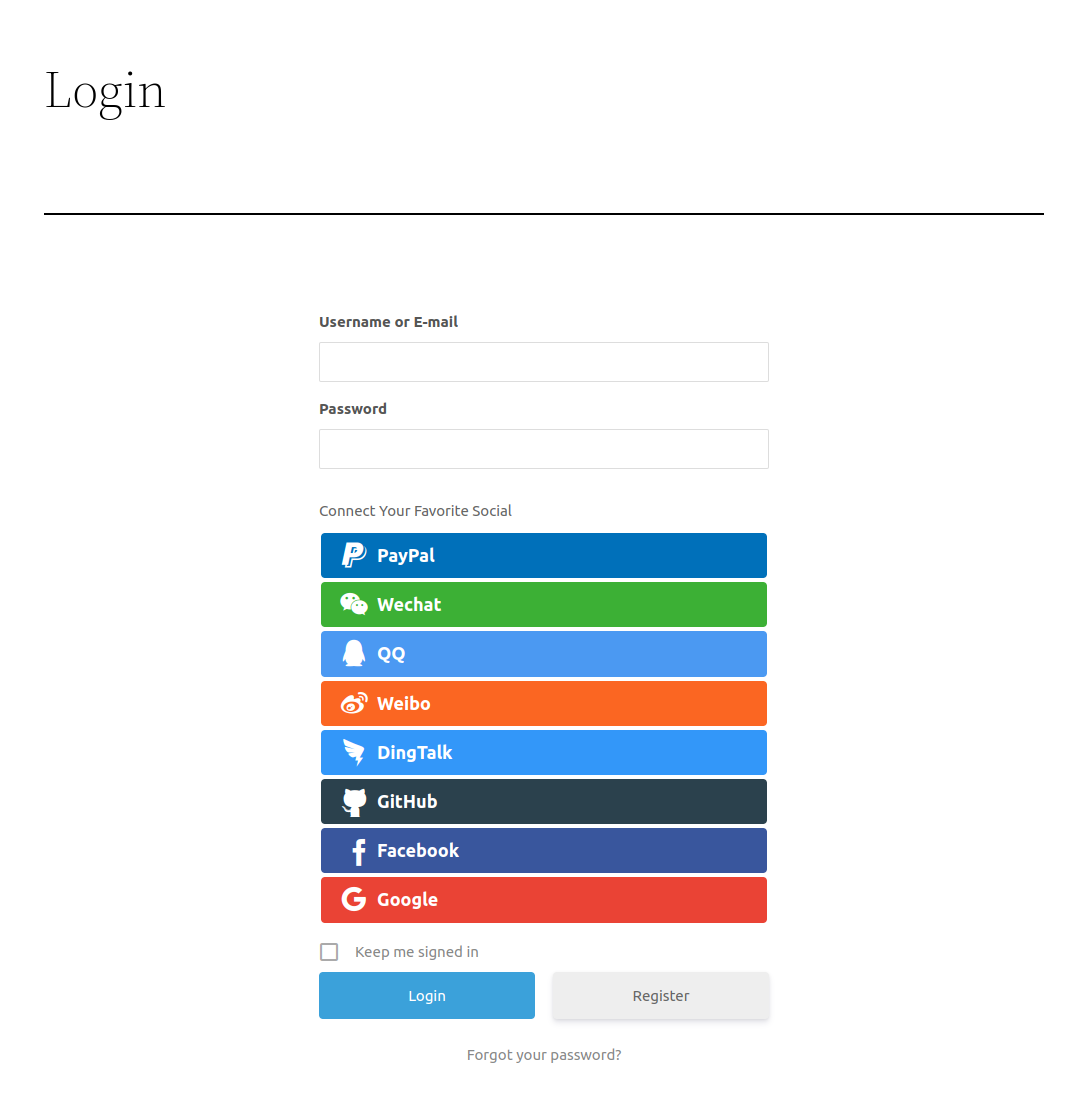 Login
Username or E-mail
Password
Connect Your Favorite Social
PayPal
Wechat
QQ
Weibo
DingTalk
GitHub
Facebook
Google
Keep me signed in
Login Register
Forgot your password?